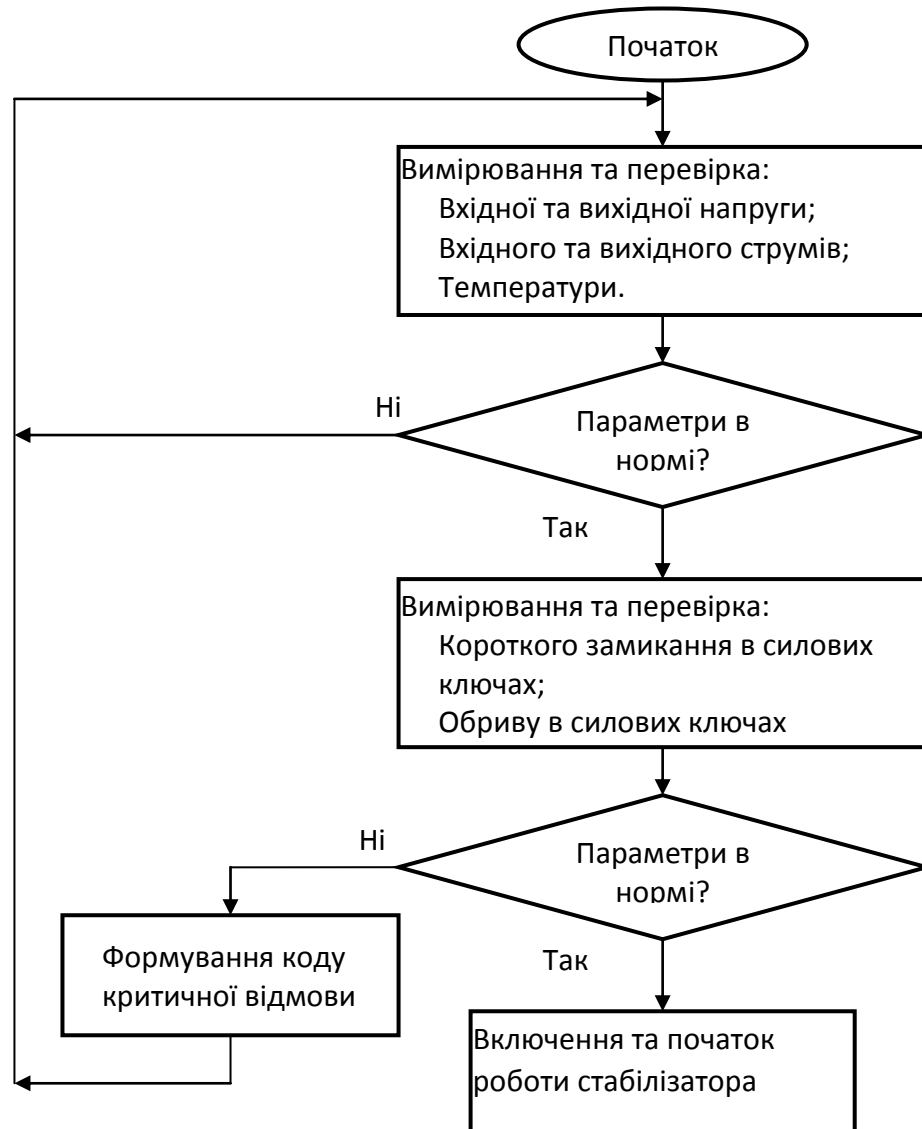 Початок
Вимірювання та перевірка:
Вхідної та вихідної напруги;
Вхідного та вихідного струмів;
Температури.
Ні
Параметри в
нормі?
Так
Вимірювання та перевірка:
Короткого замикання в силових
ключах;
Обриву в силових ключах
Ні
Параметри в
нормі?
Формування коду
критичної відмови
Так
Включення та початок
роботи стабілізатора